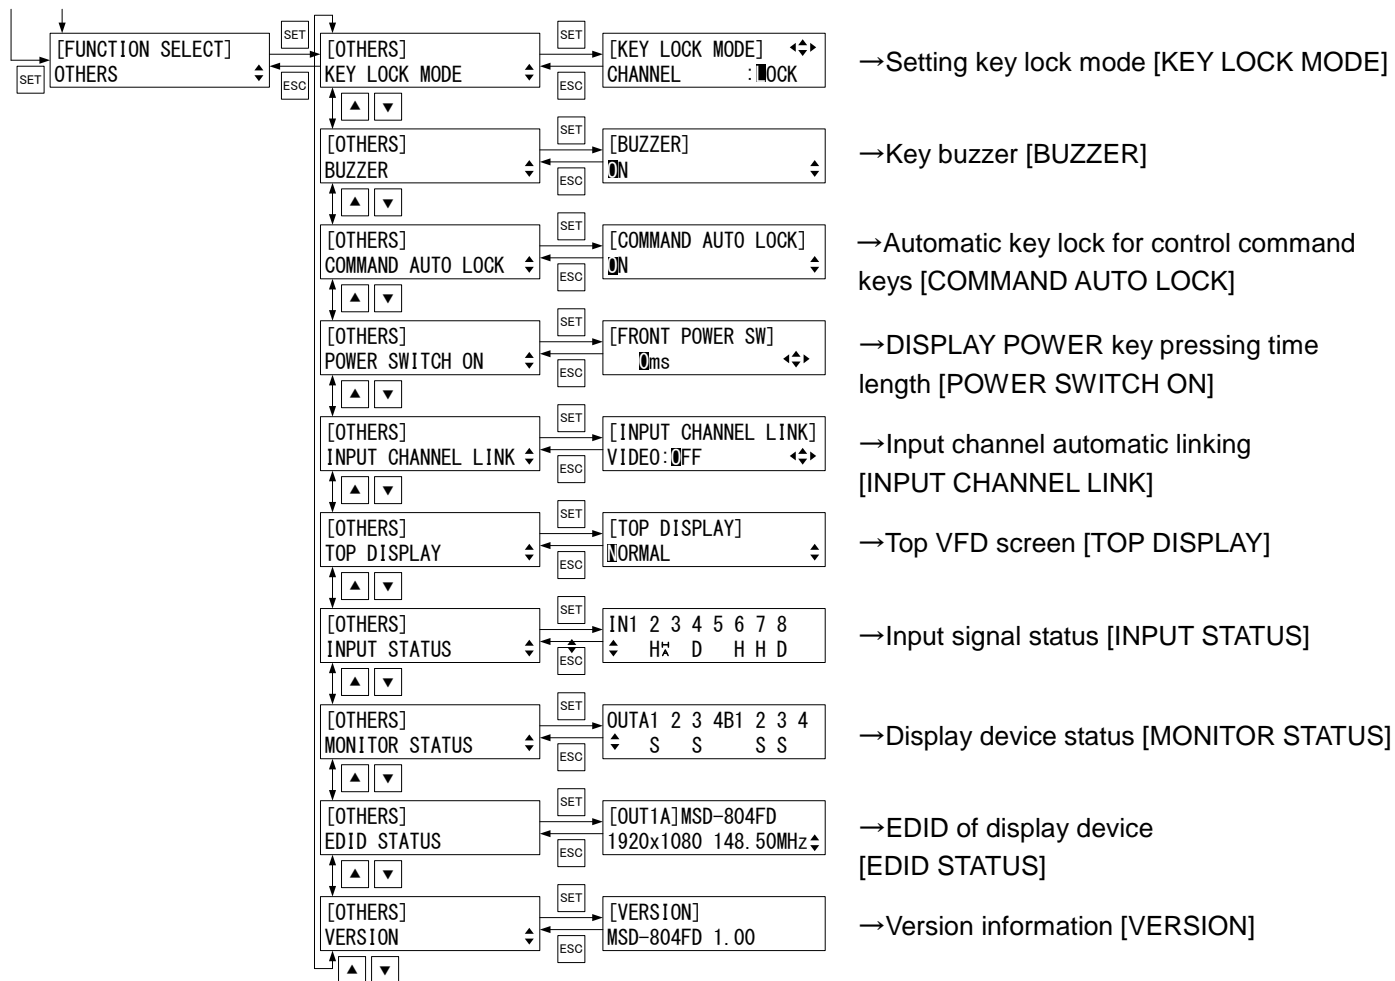 SET
[FUNCTION SELECT]
OTHERS
SET
ESC
[OTHERS]
KEY LOCK MODE
SET
ESC
[KEY LOCK MODE]
CHANNEL :LOCK
→Setting key lock mode [KEY LOCK MODE]
▲ ▼
[OTHERS]
BUZZER
SET
ESC
[BUZZER]
ON
→Key buzzer [BUZZER]
▲ ▼
[OTHERS]
COMMAND AUTO LOCK
SET
ESC
[COMMAND AUTO LOCK]
ON
→Automatic key lock for control command
keys [COMMAND AUTO LOCK]
▲ ▼
[OTHERS]
POWER SWITCH ON
SET
ESC
[FRONT POWER SW]
0ms
→DISPLAY POWER key pressing time
length [POWER SWITCH ON]
▲ ▼
[OTHERS]
INPUT CHANNEL LINK
SET
ESC
[INPUT CHANNEL LINK]
VIDEO:OFF
→Input channel automatic linking
[INPUT CHANNEL LINK]
▲ ▼
[OTHERS]
TOP DISPLAY
SET
ESC
[TOP DISPLAY]
NORMAL
→Top VFD screen [TOP DISPLAY]
▲ ▼
[OTHERS]
INPUT STATUS
SET
ESC
IN1 2 3 4 5 6 7 8
H D H H D
→Input signal status [INPUT STATUS]
▲ ▼
[OTHERS]
MONITOR STATUS
SET
ESC
OUTA1 2 3 4B1 2 3 4
S S S S
→Display device status [MONITOR STATUS]
▲ ▼
[OTHERS]
EDID STATUS
SET
ESC
[OUT1A]MSD-804FD
1920x1080 148.50MHz
→EDID of display device
[EDID STATUS]
▲ ▼
[OTHERS]
VERSION
SET
ESC
[VERSION]
MSD-804FD 1.00
→Version information [VERSION]
▲ ▼